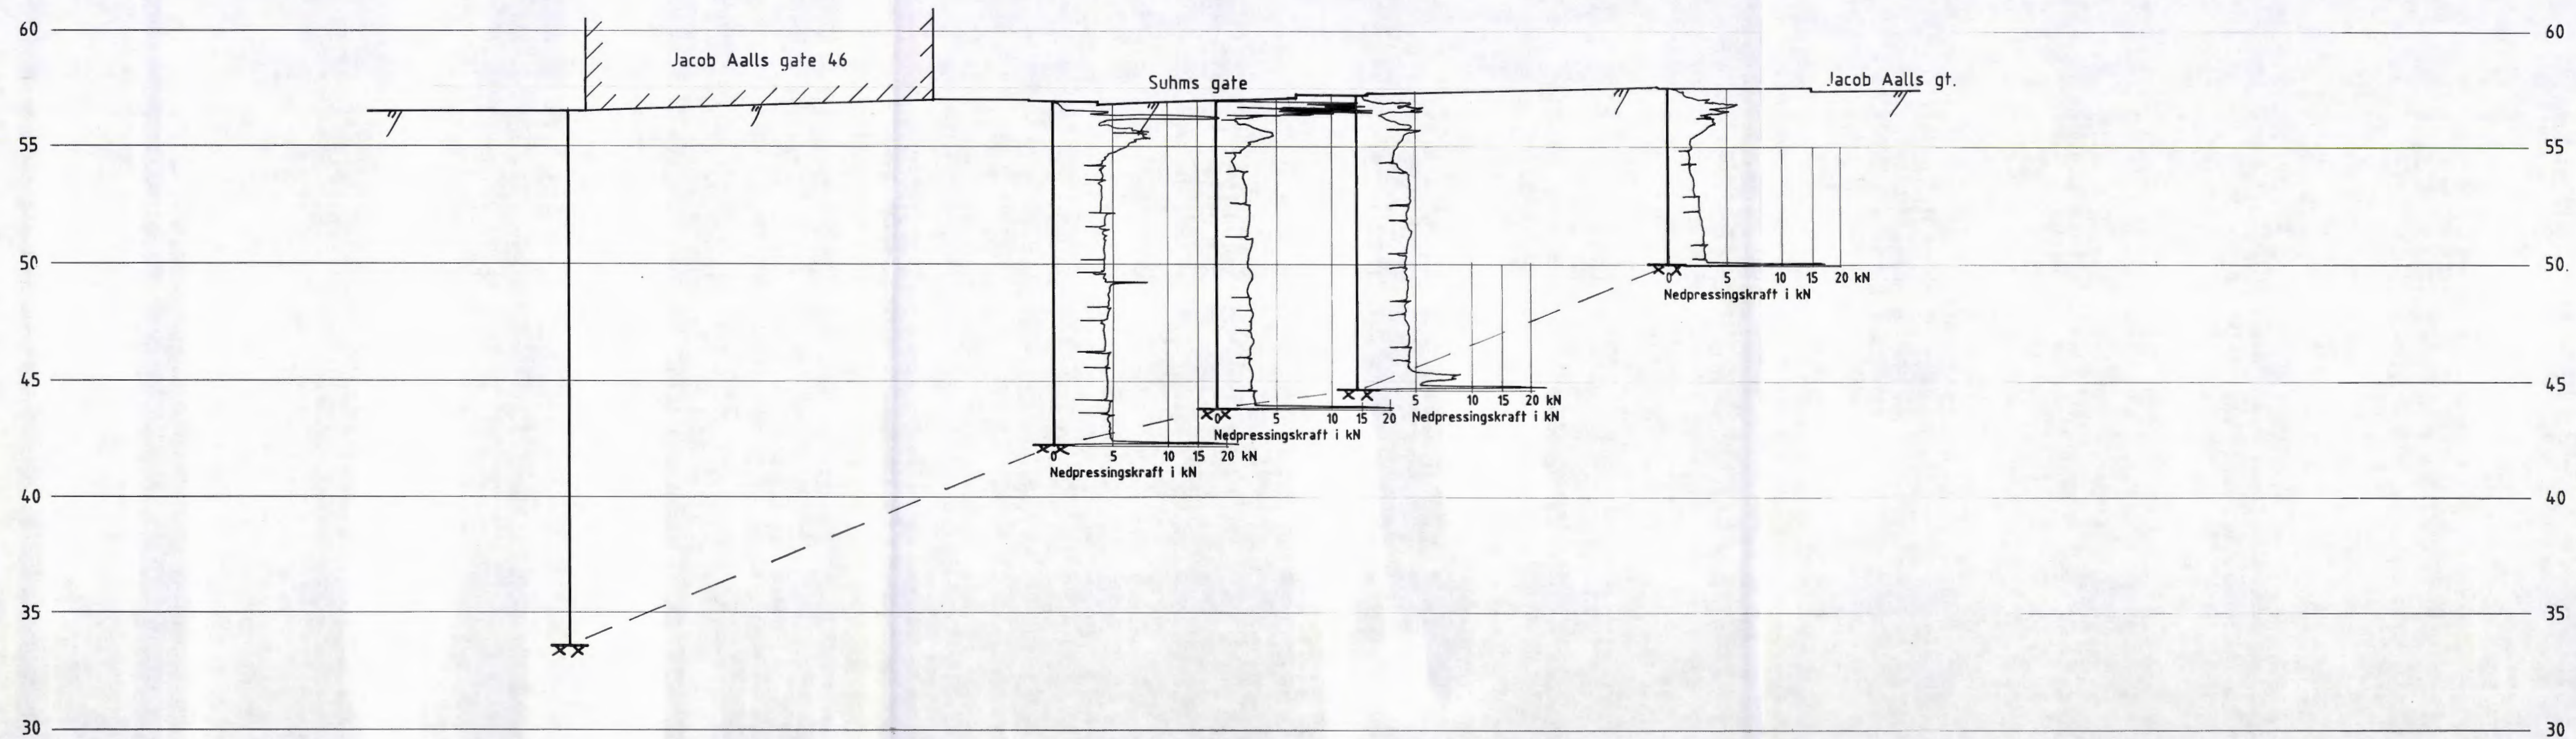 60
60
Jacob Aalls gate 46
Suhms gate
Jacob Aalls gt.
55
55
50
50.
0 5 10 15 20 kN
Nedpressingskraft i kN
45
45
5 10 15 20 kN
Nedpressingskraft i kN
0 5 10 15 20
Nedpressingskraft i kN
0 5 10 15 20 kN
Nedpressingskraft i kN
40
40
35
35
30
30